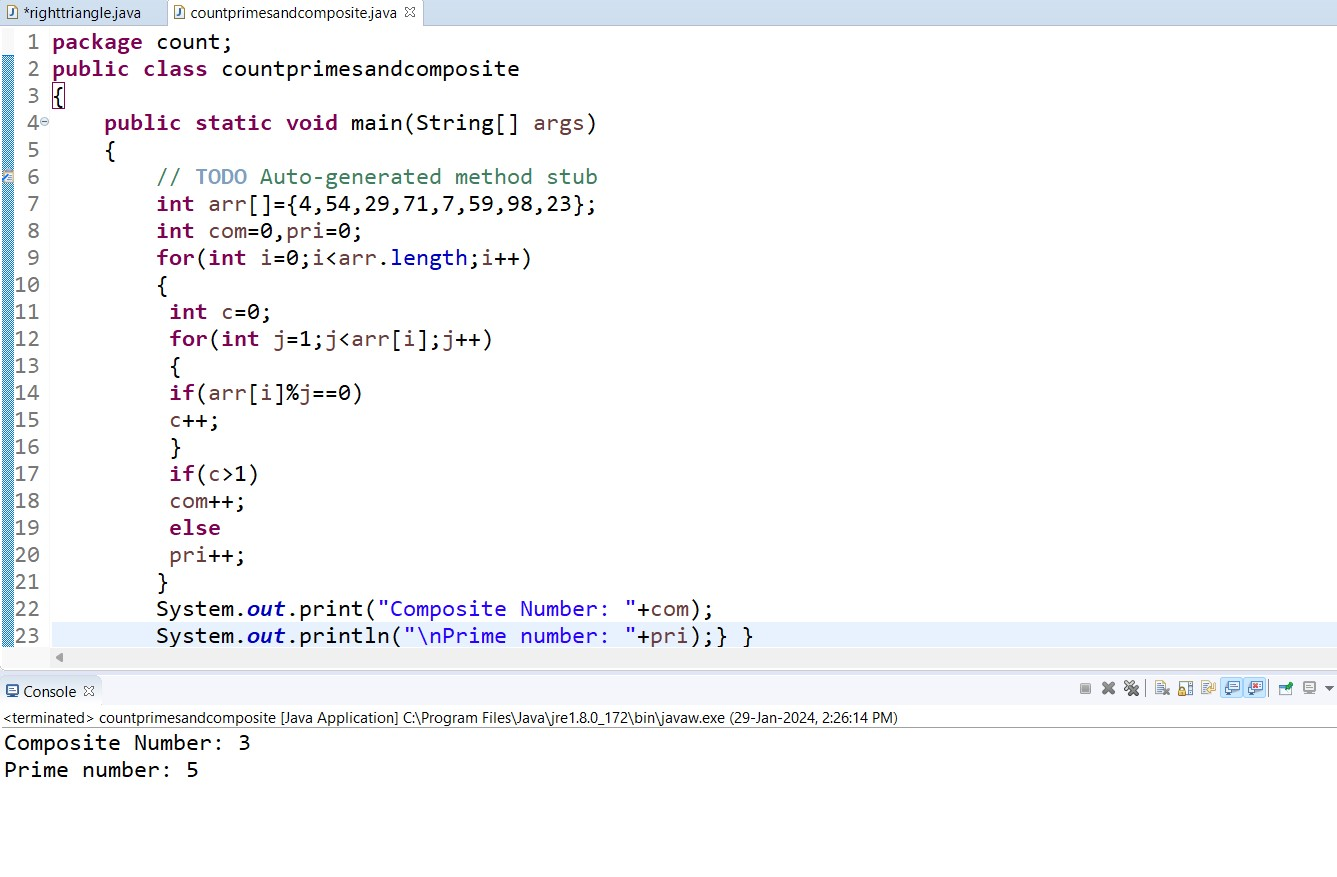 *righttriangle.java countprimesandcomposite.java
1 package count;
2 public class countprimesandcomposite
3 {
4 public static void main(String[] args)
5 {
6 // TODO Auto-generated method stub
7 int arr[]={4,54,29,71,7,59,98,23};
8 int com=0,pri=0;
9 for(int i=0;i<arr.length;i++)
10 {
11 int c=0;
12 for(int j=1;j<arr[i];j++)
13 {
14 if(arr[i]%j==0)
15 c++;
16 }
17 if(c>1)
18 com++;
19 else
20 pri++;
21 }
22 System.out.print("Composite Number: "+com);
23 System.out.println("\nPrime number: "+pri);} }
Console
<terminated> countprimesandcomposite [Java Application] C:\Program Files\Java\jre1.8.0_172\bin\javaw.exe (29-Jan-2024, 2:26:14 PM)
Composite Number: 3
Prime number: 5